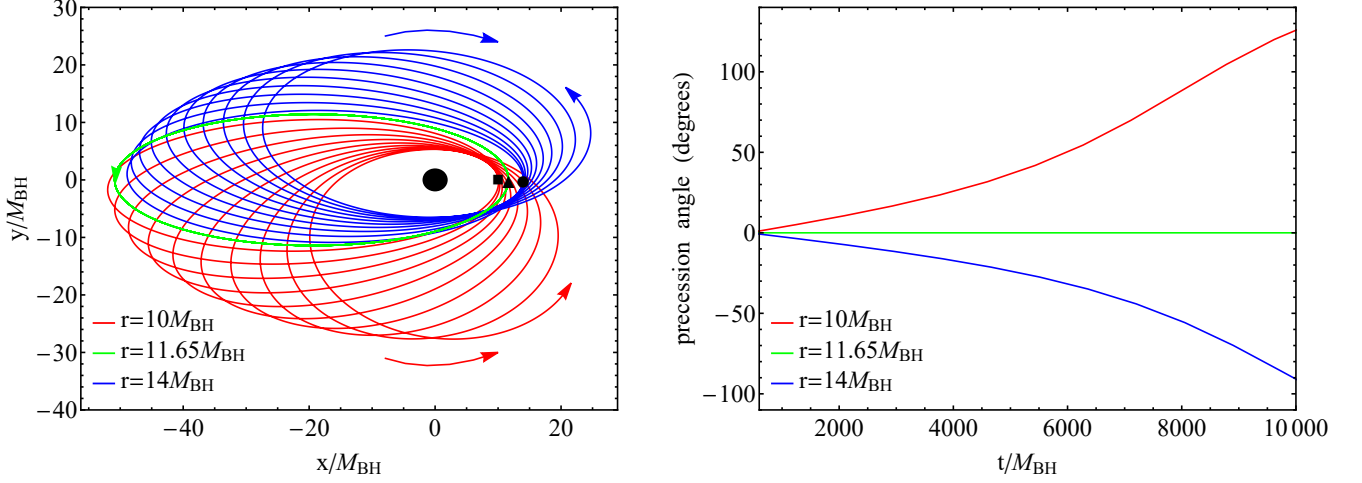 30
20
10
0
−10
−20
−30
−40
y/M_BH
r=10M_BH
r=11.65M_BH
r=14M_BH
−40 −20 0 20
x/M_BH
100
50
0
−50
−100
precession angle (degrees)
r=10M_BH
r=11.65M_BH
r=14M_BH
2000 4000 6000 8000 10 000
t/M_BH